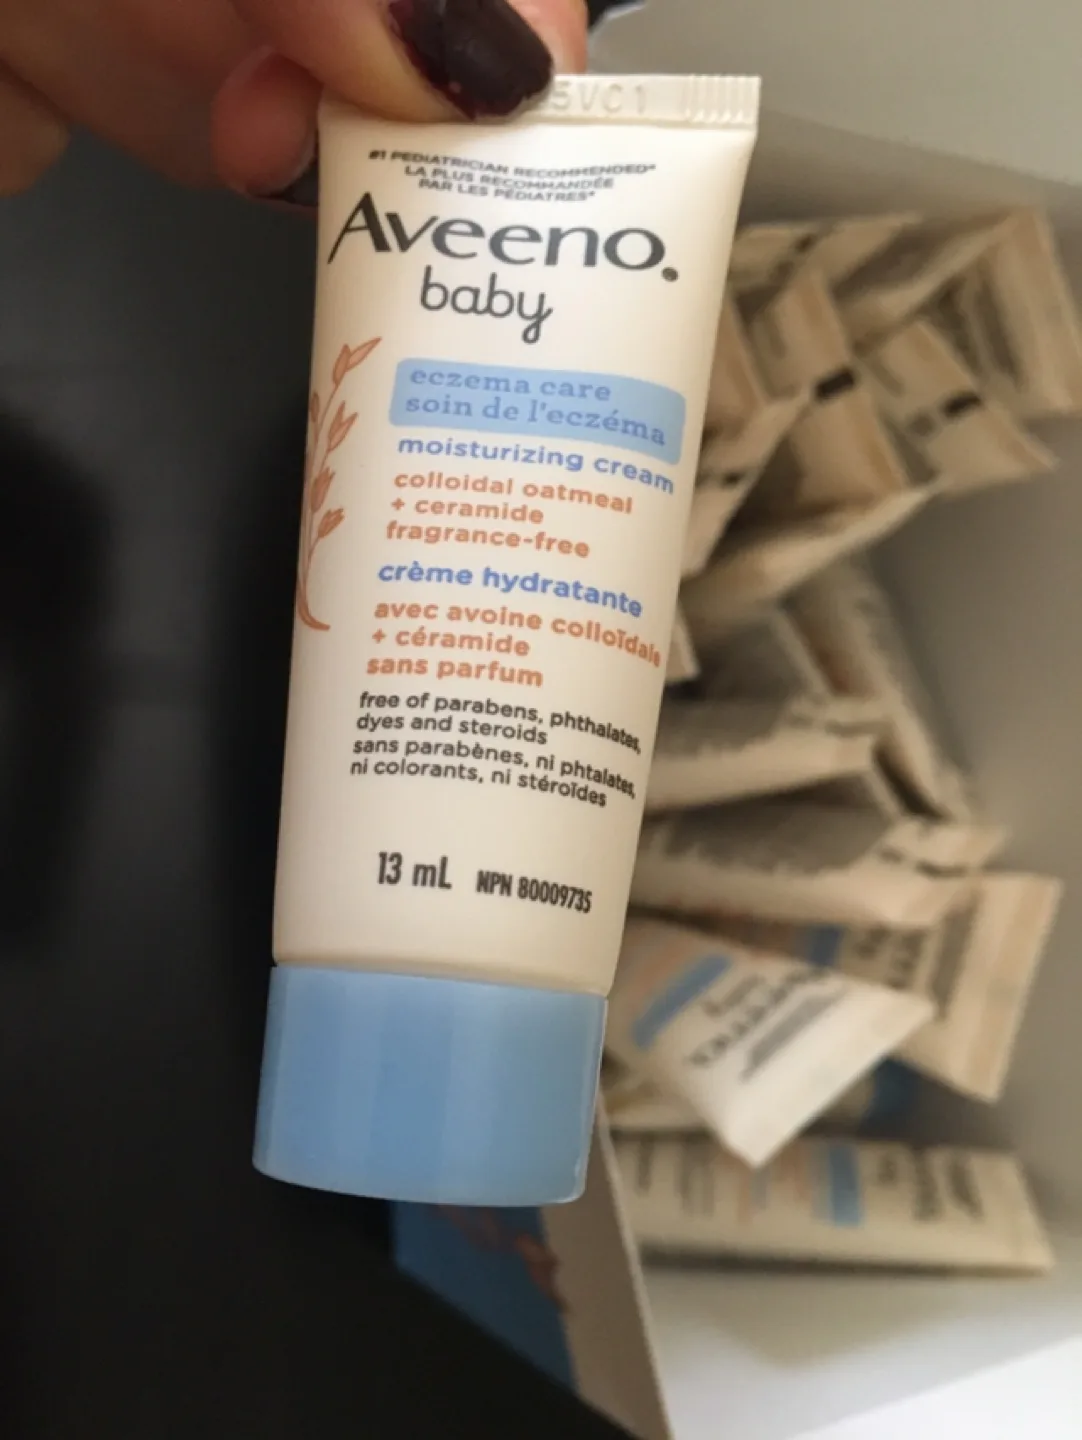 5VC1
#1 PEDIATRICIAN RECOMMENDED*
LA PLUS RECOMMANDÉE
PAR LES PÉDIATRES*
Aveeno.
baby
eczema care
soin de l'eczéma
moisturizing cream
colloidal oatmeal
+ ceramide
fragrance-free
crème hydratante
avec avoine colloïdale
+ céramide
sans parfum
free of parabens, phthalates,
dyes and steroids
sans parabènes, ni phtalates,
ni colorants, ni stéroïdes
13 mL NPN 80009735